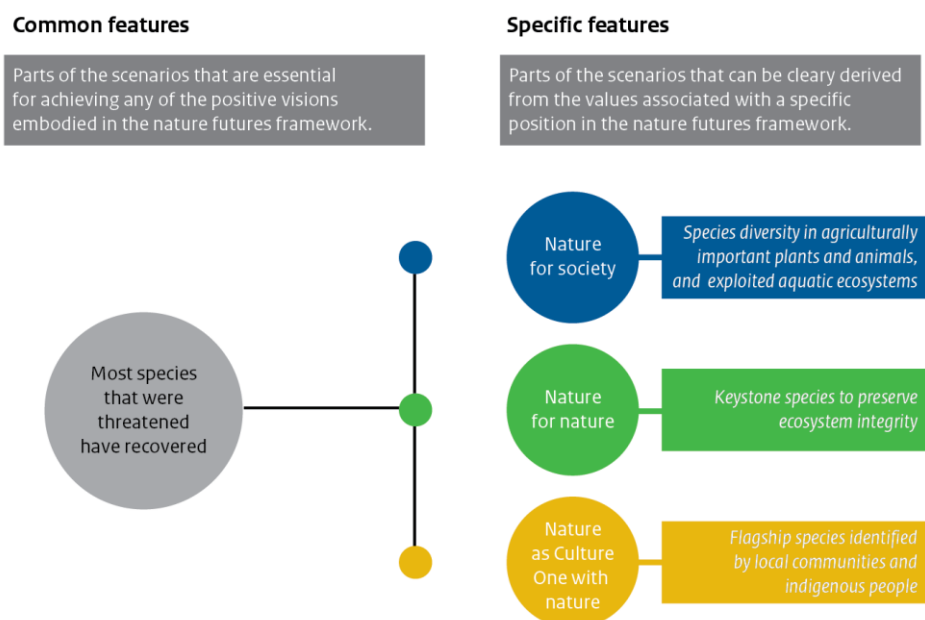 Common features
Parts of the scenarios that are essential
for achieving any of the positive visions
embodied in the nature futures framework.
Most species
that were
threatened
have recovered
Specific features
Parts of the scenarios that can be cleary derived
from the values associated with a specific
position in the nature futures framework.
Nature
for society
Species diversity in agriculturally
important plants and animals,
and exploited aquatic ecosystems
Nature
for nature
Keystone species to preserve
ecosystem integrity
Nature
as Culture
One with
nature
Flagship species identified
by local communities and
indigenous people